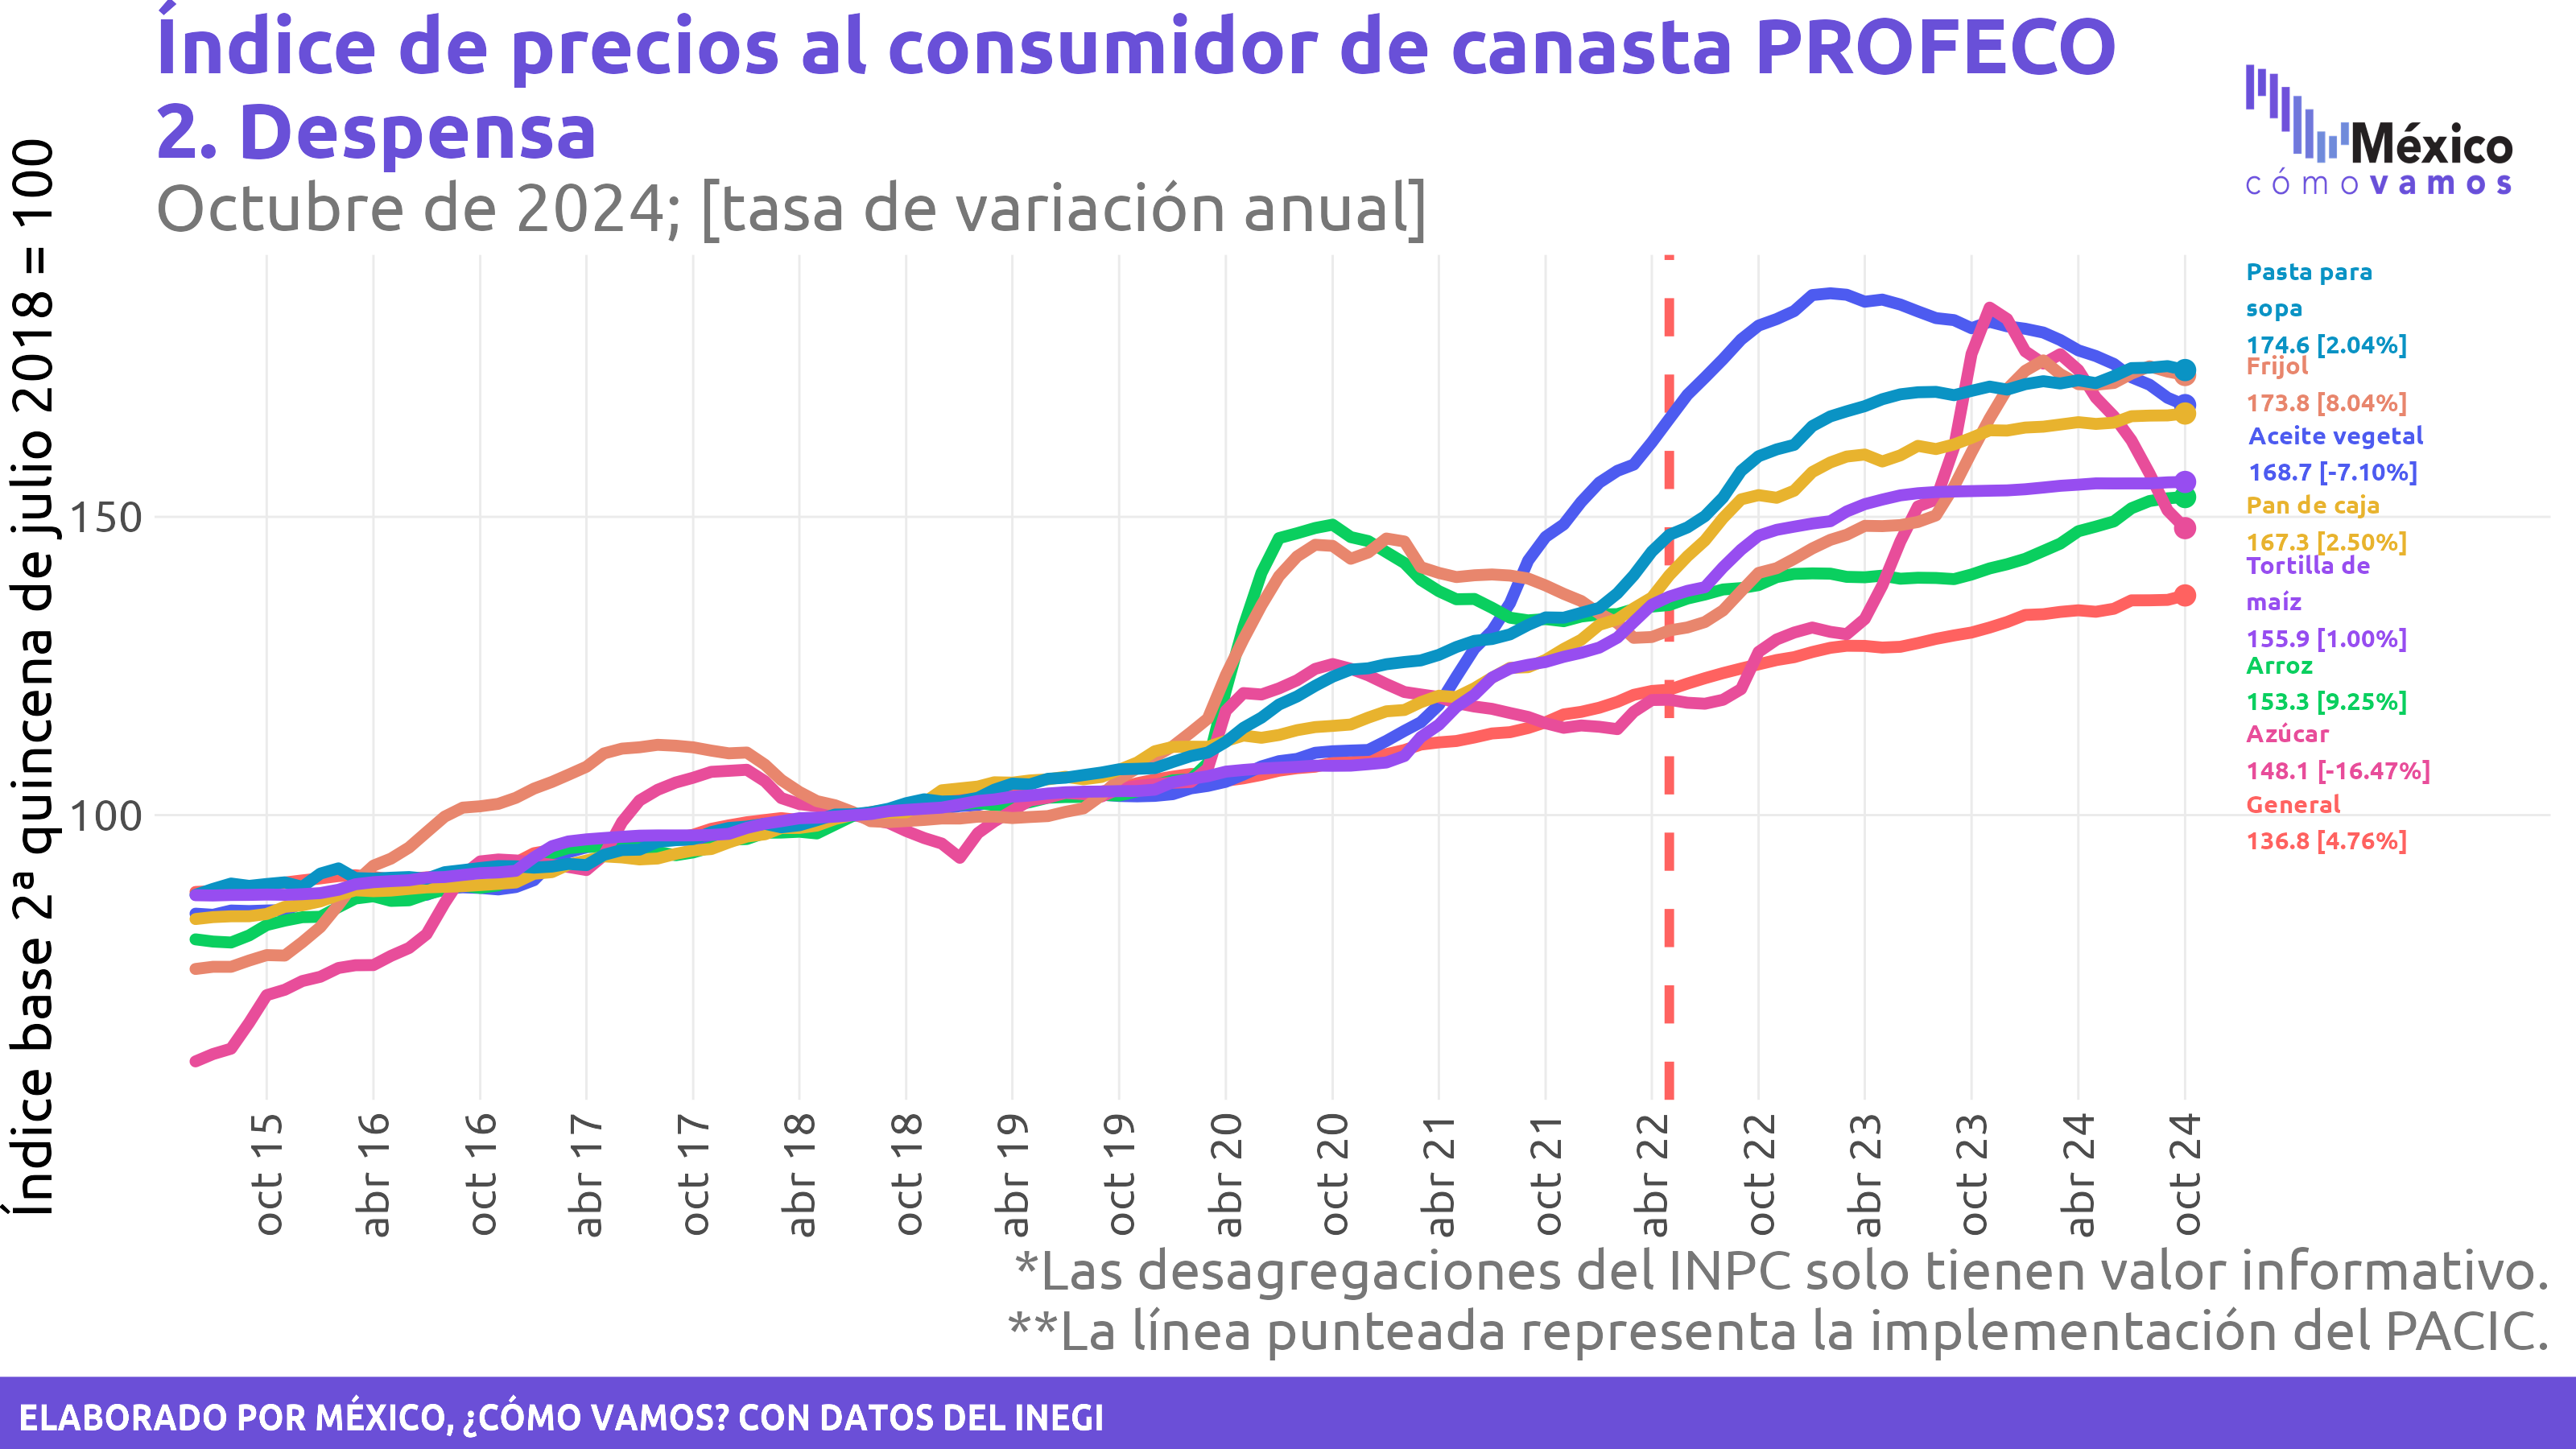 Índice de precios al consumidor de canasta PROFECO
2. Despensa
Octubre de 2024; [tasa de variación anual]
México
cómovamos
Índice base 2ª quincena de julio 2018 = 100
150
100
Pasta para
sopa
174.6 [2.04%]
Frijol
173.8 [8.04%]
Aceite vegetal
168.7 [-7.10%]
Pan de caja
167.3 [2.50%]
Tortilla de
maíz
155.9 [1.00%]
Arroz
153.3 [9.25%]
Azúcar
148.1 [-16.47%]
General
136.8 [4.76%]
oct 15
abr 16
oct 16
abr 17
oct 17
abr 18
oct 18
abr 19
oct 19
abr 20
oct 20
abr 21
oct 21
abr 22
oct 22
abr 23
oct 23
abr 24
oct 24
*Las desagregaciones del INPC solo tienen valor informativo.
**La línea punteada representa la implementación del PACIC.
ELABORADO POR MÉXICO, ¿CÓMO VAMOS? CON DATOS DEL INEGI